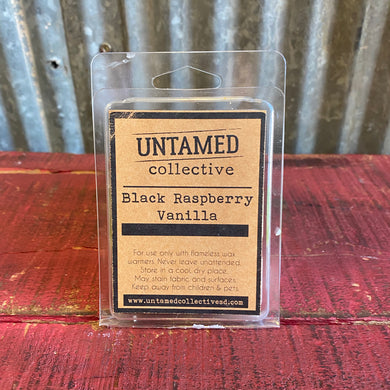 UNTAMED
collective
Black Raspberry
Vanilla
For use only with flameless wax
warmers. Never leave unattended.
Store in a cool, dry place.
May stain fabric and surfaces.
Keep away from children & pets.
www.untamedcollectivesd.com